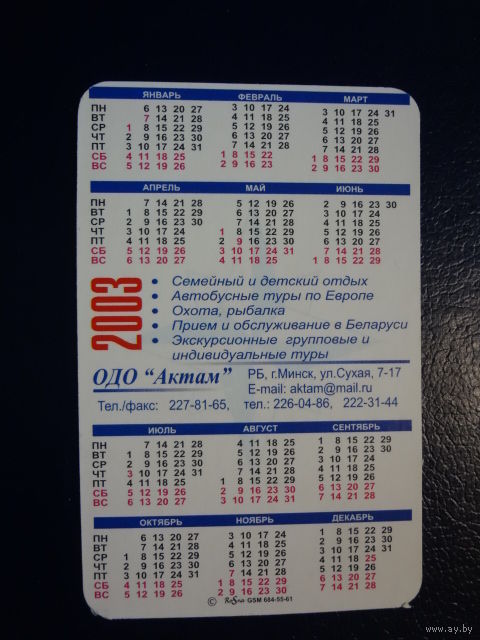 ЯНВАРЬ ФЕВРАЛЬ МАРТ
ПН 6 13 20 27 3 10 17 24 3 10 17 24 31
ВТ 7 14 21 28 4 11 18 25 4 11 18 25
СР 1 8 15 22 29 5 12 19 26 5 12 19 26
ЧТ 2 9 16 23 30 6 13 20 27 6 13 20 27
ПТ 3 10 17 24 31 7 14 21 28 7 14 21 28
СБ 4 11 18 25 1 8 15 22 1 8 15 22 29
ВС 5 12 19 26 2 9 16 23 2 9 16 23 30
АПРЕЛЬ МАЙ ИЮНЬ
ПН 7 14 21 28 5 12 19 26 2 9 16 23 30
ВТ 1 8 15 22 29 6 13 20 27 3 10 17 24
СР 2 9 16 23 30 7 14 21 28 4 11 18 25
ЧТ 3 10 17 24 1 8 15 22 29 5 12 19 26
ПТ 4 11 18 25 2 9 16 23 30 6 13 20 27
СБ 5 12 19 26 3 10 17 24 31 7 14 21 28
ВС 6 13 20 27 4 11 18 25 1 8 15 22 29
2003
• Семейный и детский отдых
• Автобусные туры по Европе
• Охота, рыбалка
• Прием и обслуживание в Беларуси
• Экскурсионные групповые и
индивидуальные туры
ОДО "Актам" РБ, г.Минск, ул.Сухая, 7-17
E-mail: aktam@mail.ru
Тел./факс: 227-81-65, тел.: 226-04-86, 222-31-44
ИЮЛЬ АВГУСТ СЕНТЯБРЬ
ПН 7 14 21 28 4 11 18 25 1 8 15 22 29
ВТ 1 8 15 22 29 5 12 19 26 2 9 16 23 30
СР 2 9 16 23 30 6 13 20 27 3 10 17 24
ЧТ 3 10 17 24 31 7 14 21 28 4 11 18 25
ПТ 4 11 18 25 1 8 15 22 29 5 12 19 26
СБ 5 12 19 26 2 9 16 23 30 6 13 20 27
ВС 6 13 20 27 3 10 17 24 31 7 14 21 28
ОКТЯБРЬ НОЯБРЬ ДЕКАБРЬ
ПН 6 13 20 27 3 10 17 24 1 8 15 22 29
ВТ 7 14 21 28 4 11 18 25 2 9 16 23 30
СР 1 8 15 22 29 5 12 19 26 3 10 17 24 31
ЧТ 2 9 16 23 30 6 13 20 27 4 11 18 25
ПТ 3 10 17 24 31 7 14 21 28 5 12 19 26
СБ 4 11 18 25 1 8 15 22 29 6 13 20 27
ВС 5 12 19 26 2 9 16 23 30 7 14 21 28
© GSM 684-55-61
www.ay.by